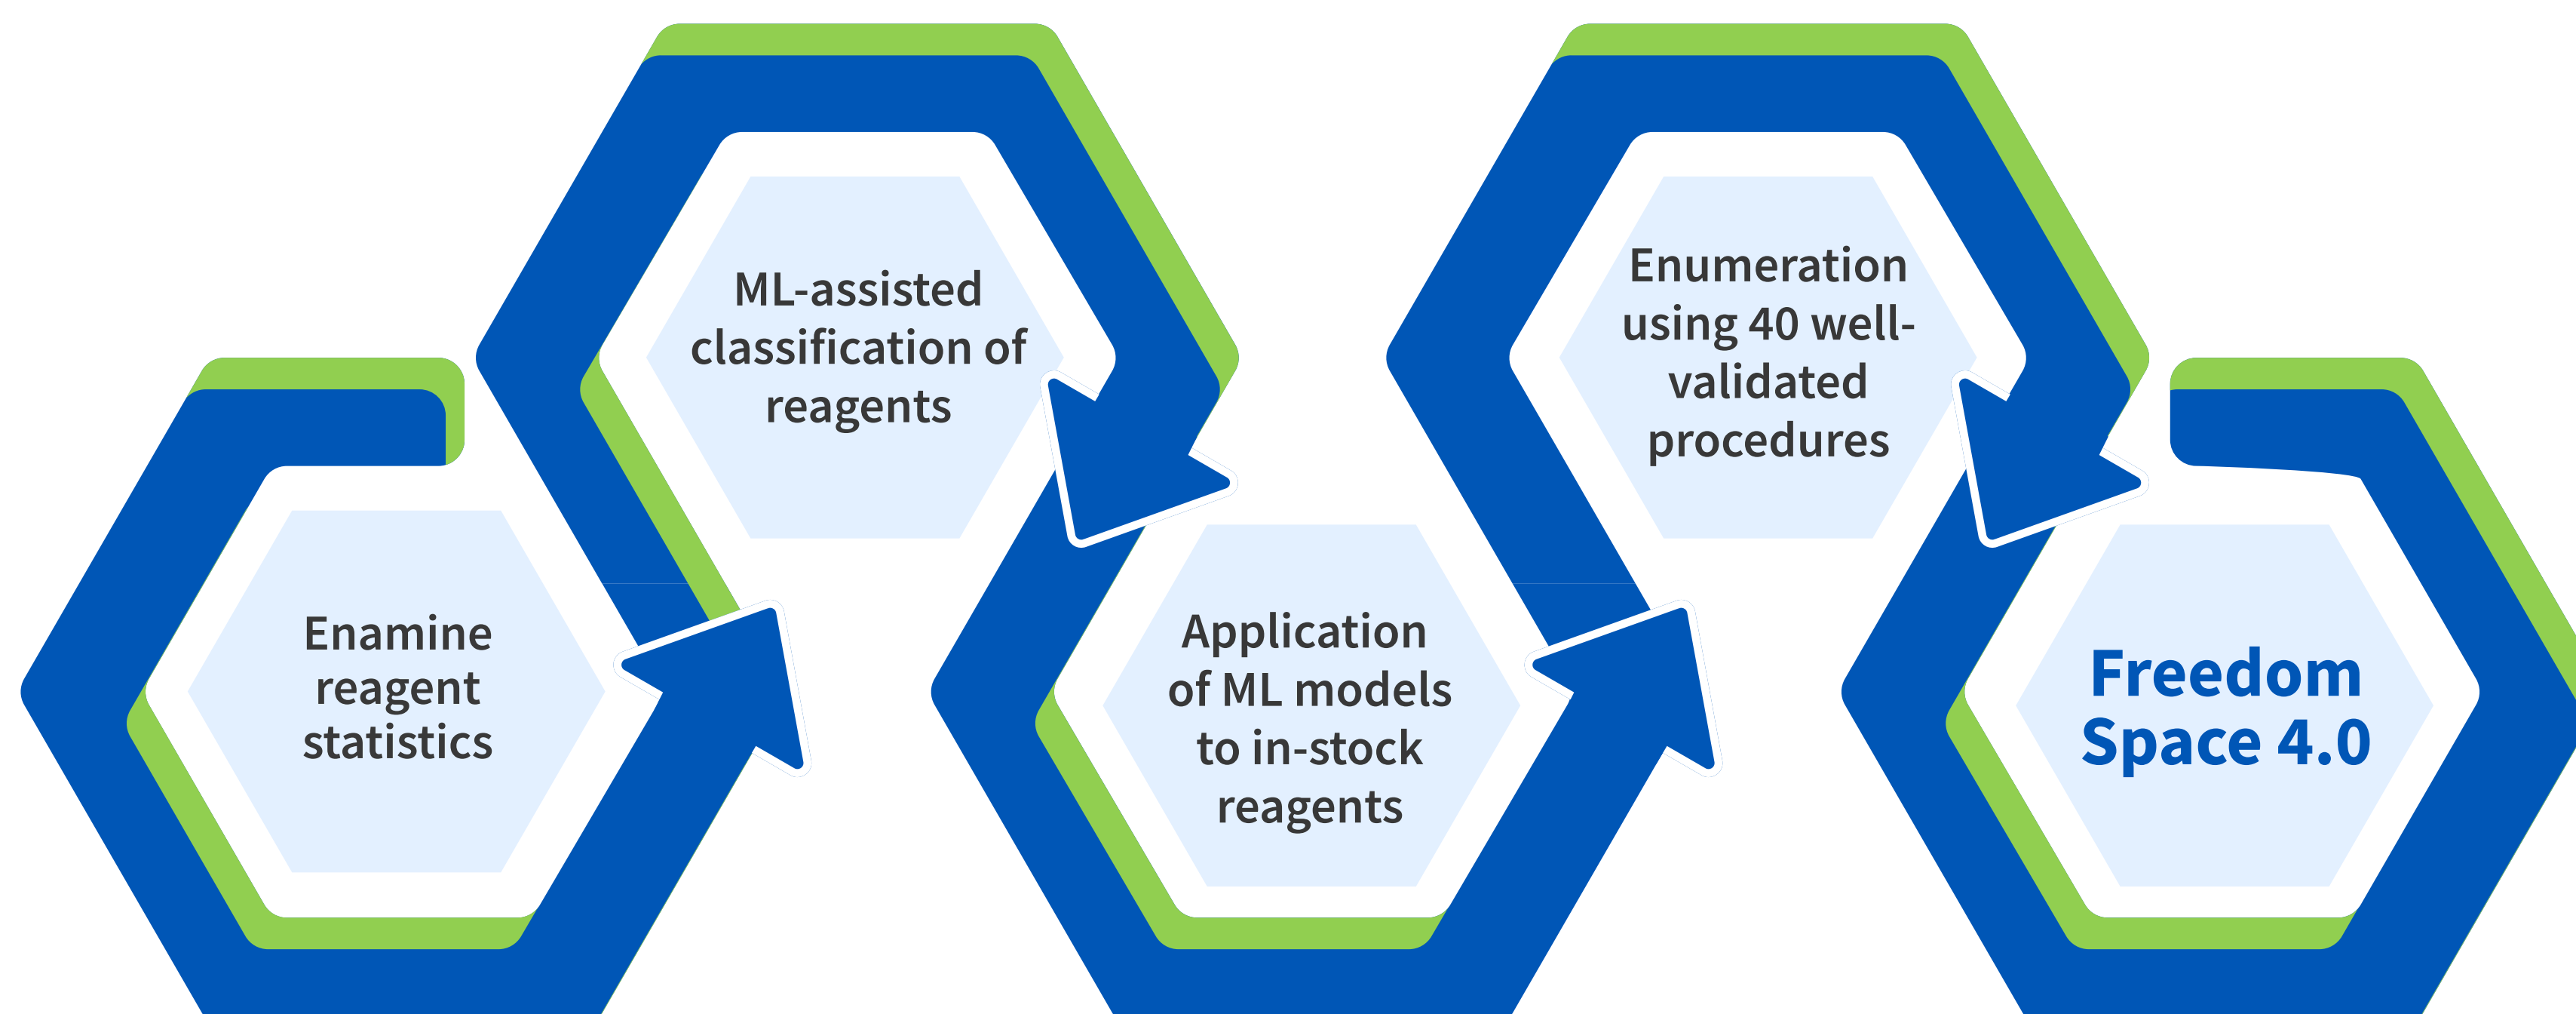 Enamine
reagent
statistics
ML-assisted
classification of
reagents
Application
of ML models
to in-stock
reagents
Enumeration
using 40 well-
validated
procedures
Freedom
Space 4.0